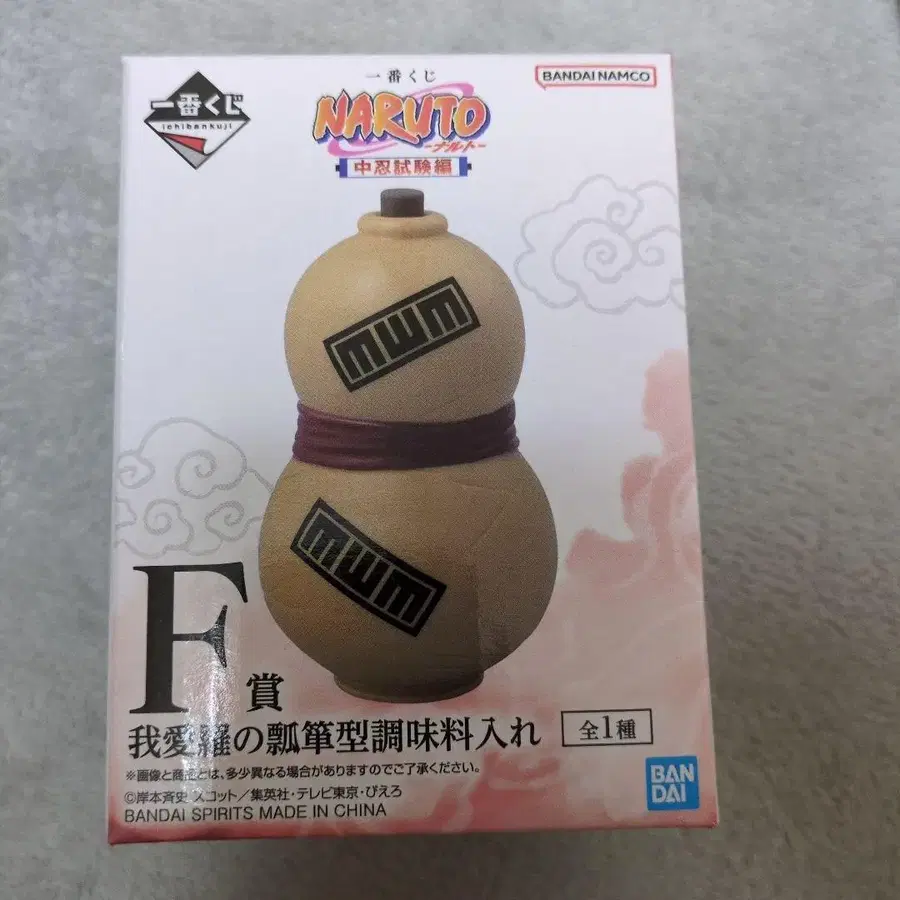 一番くじ
ichibankuji
一番くじ
NARUTO
-ナルト-
中忍試験編
BANDAI NAMCO
F賞
我愛羅の瓢箪型調味料入れ
全1種
※画像と商品とは、多少異なる場合がありますのでご了承ください。
©岸本斉史 スコット/集英社・テレビ東京・ぴえろ
BANDAI SPIRITS MADE IN CHINA
BAN
DAI